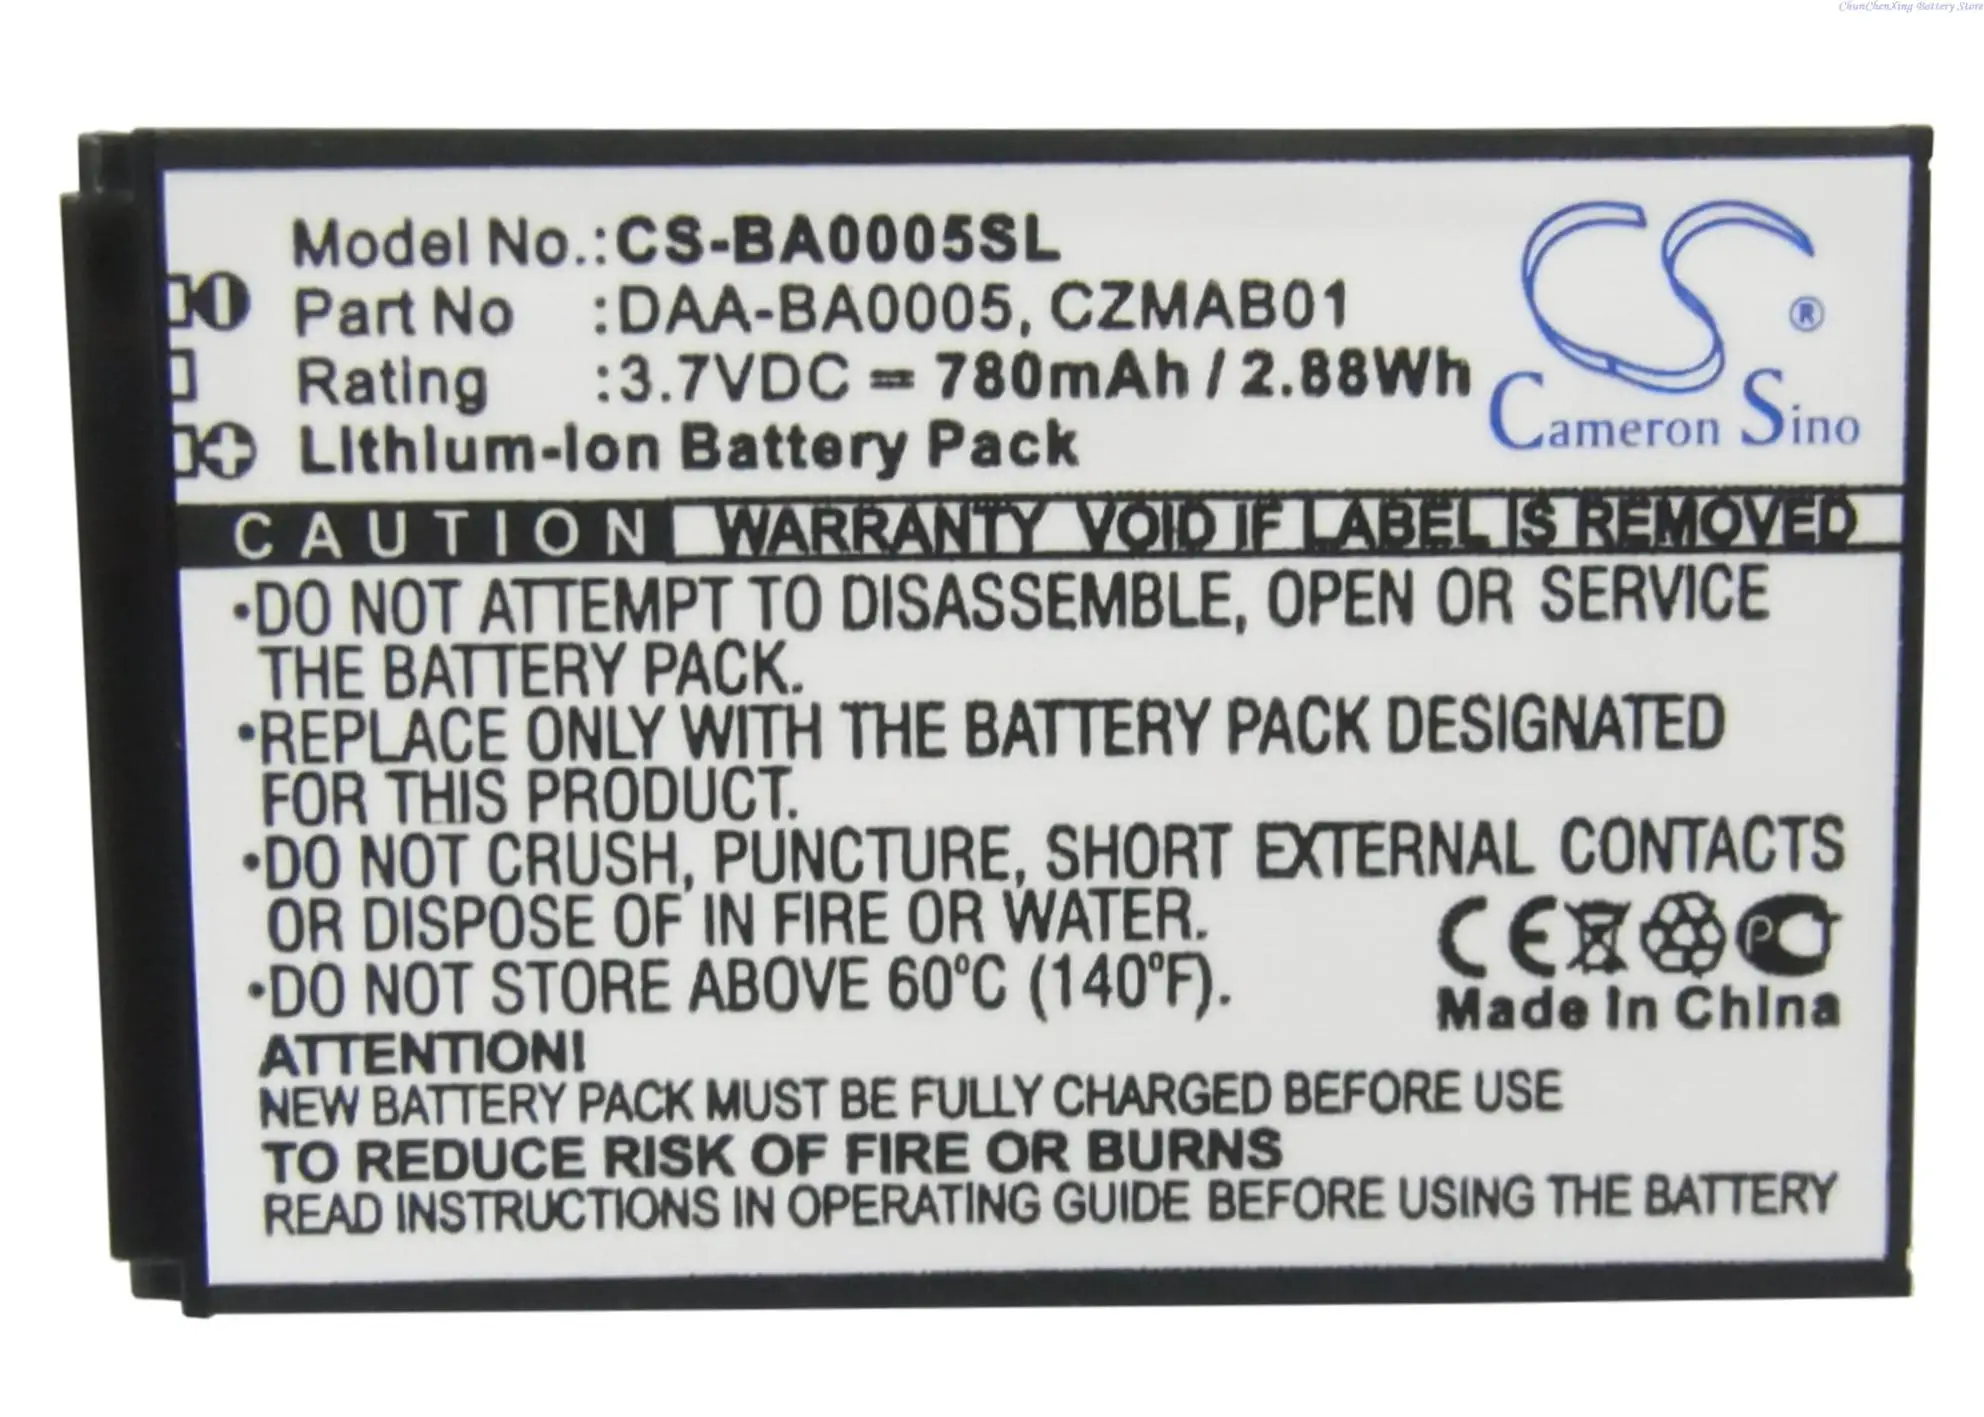 ChunChenXing Battery Store
Model No.:CS-BA0005SL
Part No :DAA-BA0005, CZMAB01
Rating :3.7VDC = 780mAh / 2.88Wh
Lithium-Ion Battery Pack
CS ®
Cameron Sino
CAUTION WARRANTY VOID IF LABEL IS REMOVED
•DO NOT ATTEMPT TO DISASSEMBLE, OPEN OR SERVICE
THE BATTERY PACK.
•REPLACE ONLY WITH THE BATTERY PACK DESIGNATED
FOR THIS PRODUCT.
•DO NOT CRUSH, PUNCTURE, SHORT EXTERNAL CONTACTS
OR DISPOSE OF IN FIRE OR WATER.
•DO NOT STORE ABOVE 60°C (140°F).
CE
Made In China
ATTENTION!
NEW BATTERY PACK MUST BE FULLY CHARGED BEFORE USE
TO REDUCE RISK OF FIRE OR BURNS
READ INSTRUCTIONS IN OPERATING GUIDE BEFORE USING THE BATTERY